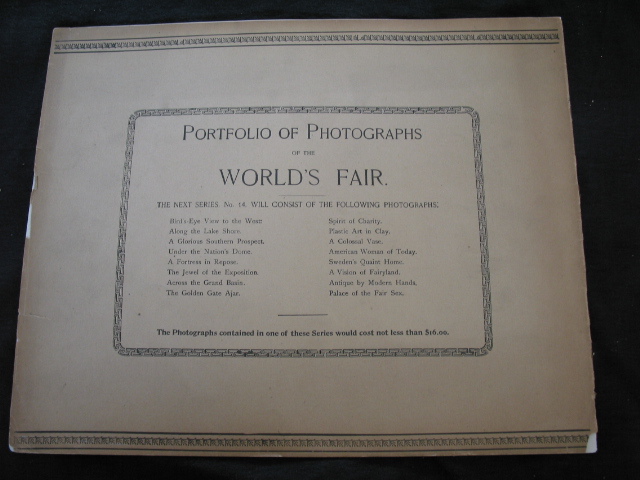 PORTFOLIO OF PHOTOGRAPHS
OF THE
WORLD'S FAIR.
THE NEXT SERIES, No. 14, WILL CONSIST OF THE FOLLOWING PHOTOGRAPHS:
Bird's-Eye View to the West.
Along the Lake Shore.
A Glorious Southern Prospect.
Under the Nation's Dome.
A Fortress in Repose.
The Jewel of the Exposition.
Across the Grand Basin.
The Golden Gate Ajar.
Spirit of Charity.
Plastic Art in Clay.
A Colossal Vase.
American Woman of Today.
Sweden's Quaint Home.
A Vision of Fairyland.
Antique by Modern Hands.
Palace of the Fair Sex.
The Photographs contained in one of these Series would cost not less than $16.00.